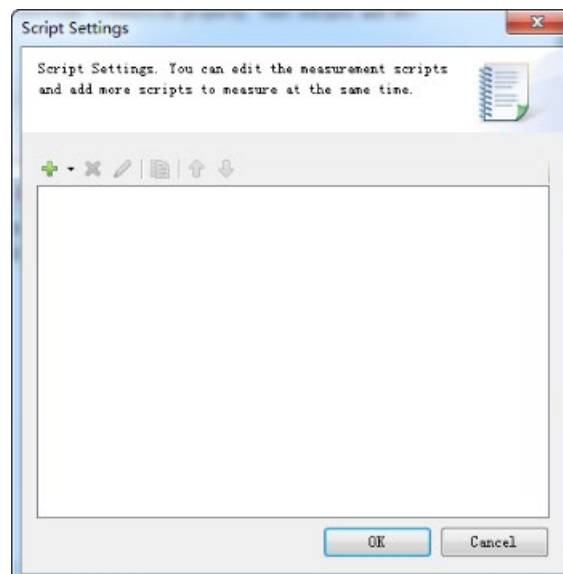 Script Settings
Script Settings. You can edit the measurement scripts
and add more scripts to measure at the same time.
OK
Cancel